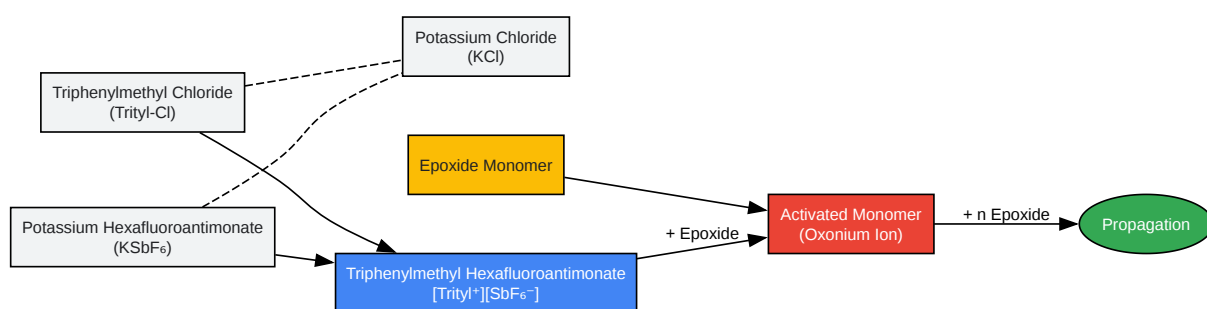 Potassium Chloride
(KCl)
Triphenylmethyl Chloride
(Trityl-Cl)
Epoxide Monomer
Potassium Hexafluoroantimonate
(KSbF₆)
Triphenylmethyl Hexafluoroantimonate
[Trityl⁺][SbF₆⁻]
+ Epoxide
Activated Monomer
(Oxonium Ion)
+ n Epoxide
Propagation